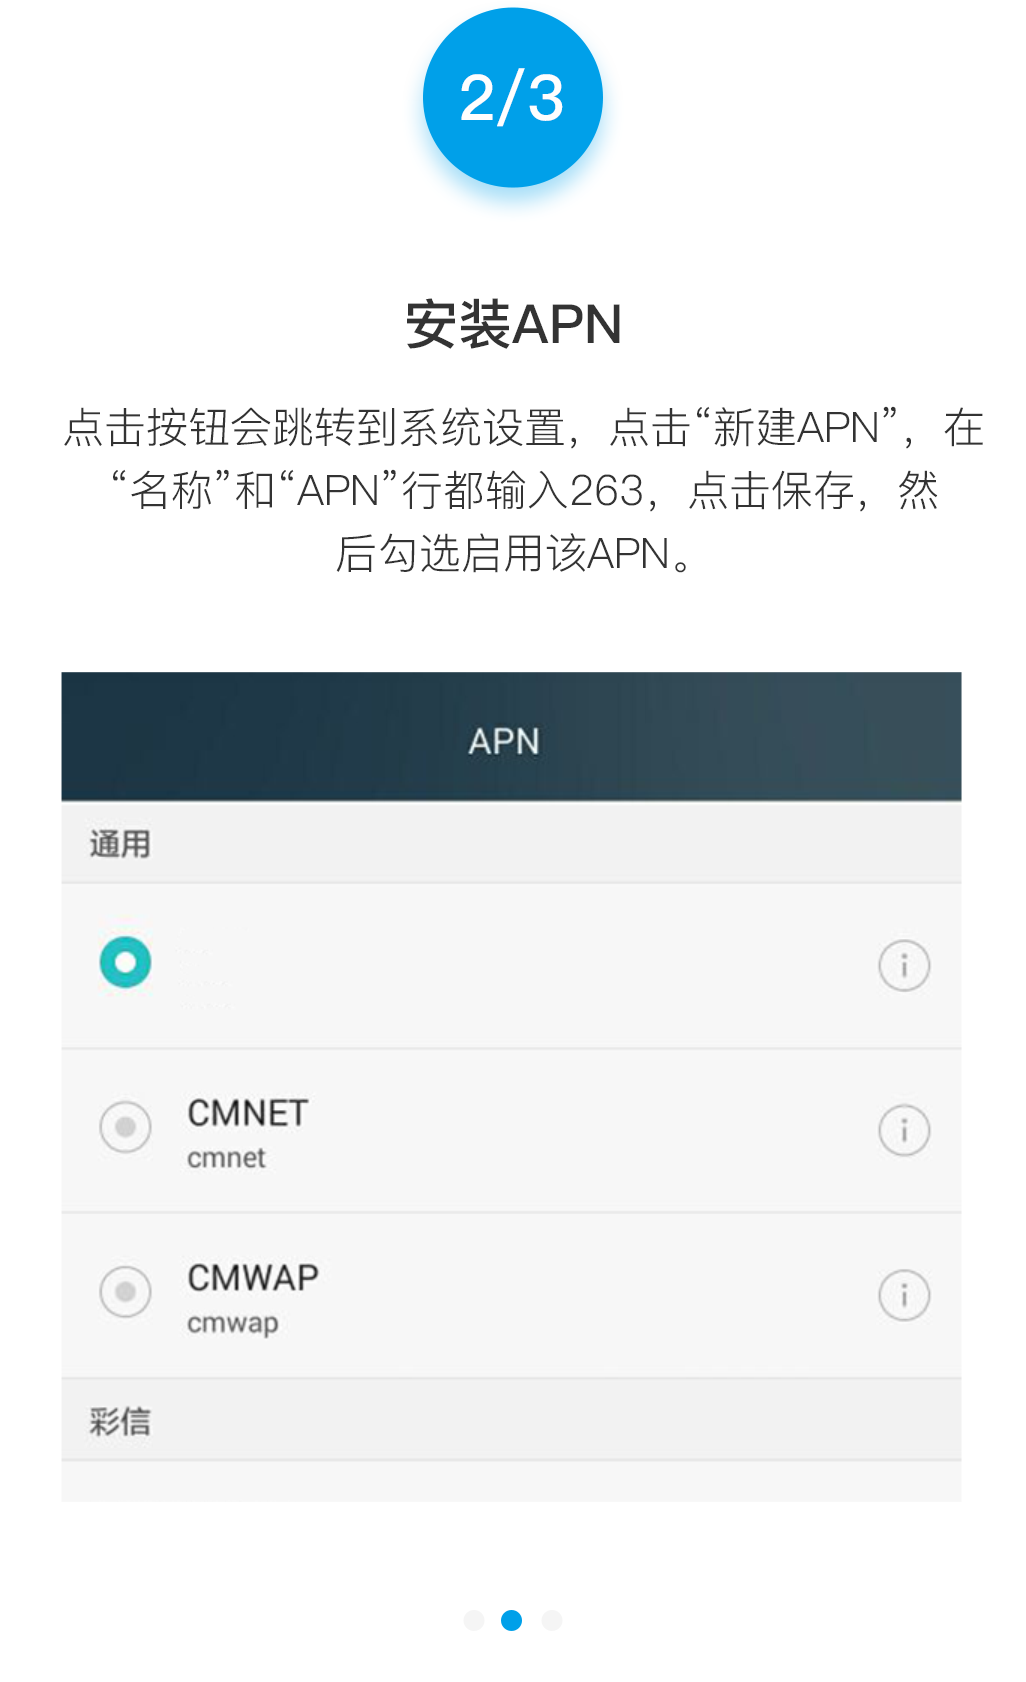 2/3
安装APN
点击按钮会跳转到系统设置，点击“新建APN”，在
“名称”和“APN”行都输入263，点击保存，然
后勾选启用该APN。
APN
通用
CMNET
cmnet
CMWAP
cmwap
彩信